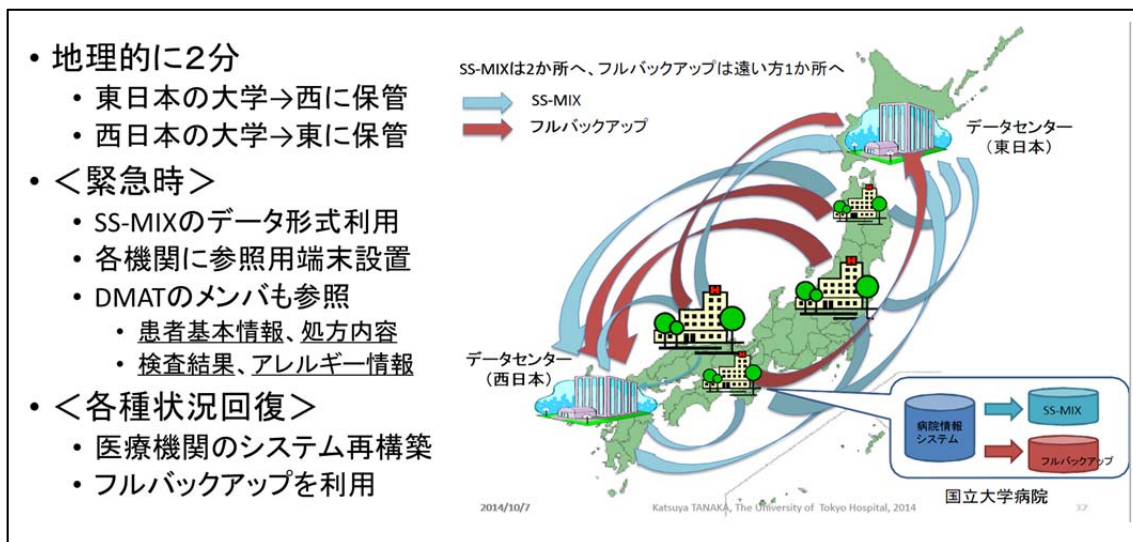 • 地理的に2分
• 東日本の大学→西に保管
• 西日本の大学→東に保管
• ＜緊急時＞
• SS-MIXのデータ形式利用
• 各機関に参照用端末設置
• DMATのメンバも参照
• 患者基本情報、処方内容
• 検査結果、アレルギー情報
• ＜各種状況回復＞
• 医療機関のシステム再構築
• フルバックアップを利用
SS-MIXは2か所へ、フルバックアップは遠い方1か所へ
SS-MIX
フルバックアップ
データセンター
（東日本）
H
H
H
H
データセンター
（西日本）
病院情報
システム
SS-MIX
フルバックアップ
国立大学病院
2014/10/7
Katsuya TANAKA, The University of Tokyo Hospital, 2014